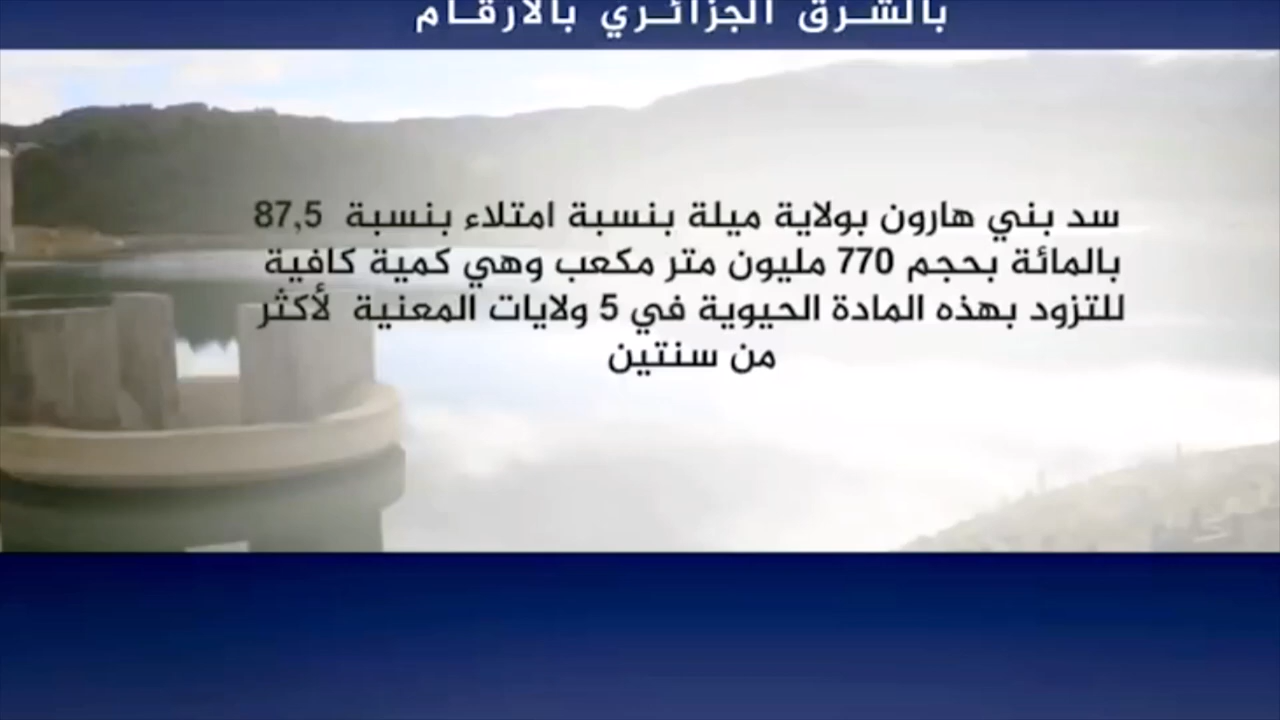 بالشرق الجزائري بالأرقام
سد بني هارون بولاية ميلة بنسبة امتلاء بنسبة 87,5
بالمائة بحجم 770 مليون متر مكعب وهي كمية كافية
للتزود بهذه المادة الحيوية في 5 ولايات المعنية لأكثر
من سنتين